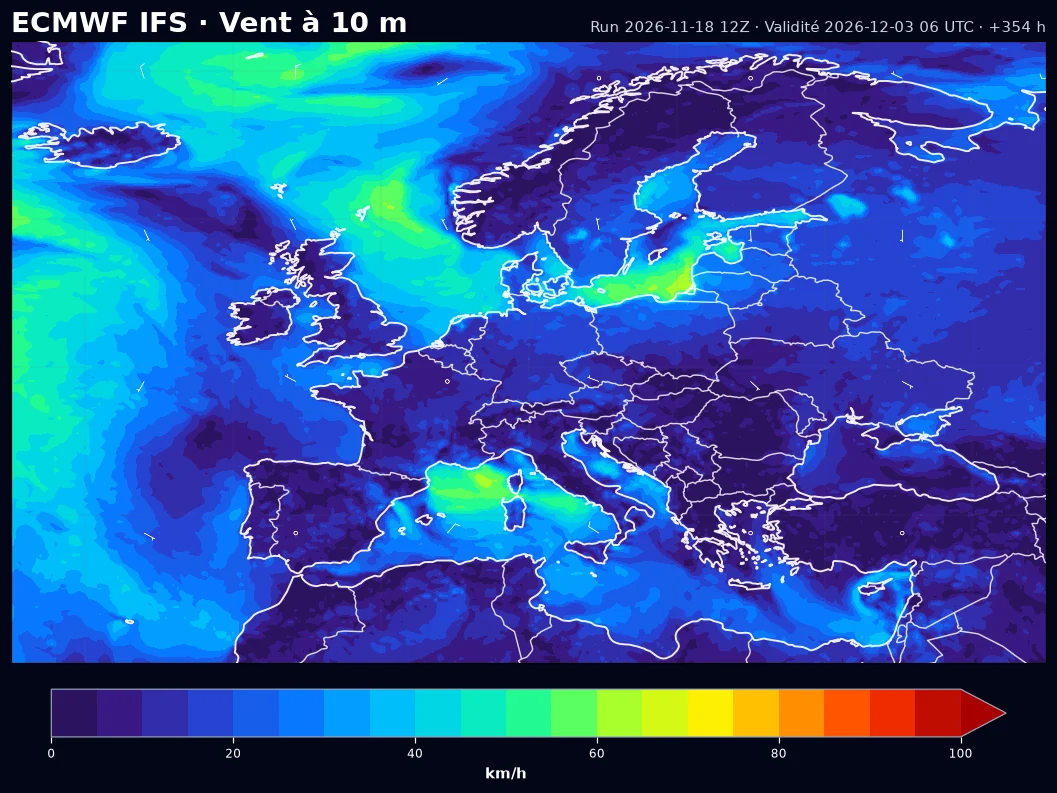 ECMWF IFS · Vent à 10 m
Run 2026-11-18 12Z · Validité 2026-12-03 06 UTC · +354 h
0 20 40 60 80 100
km/h